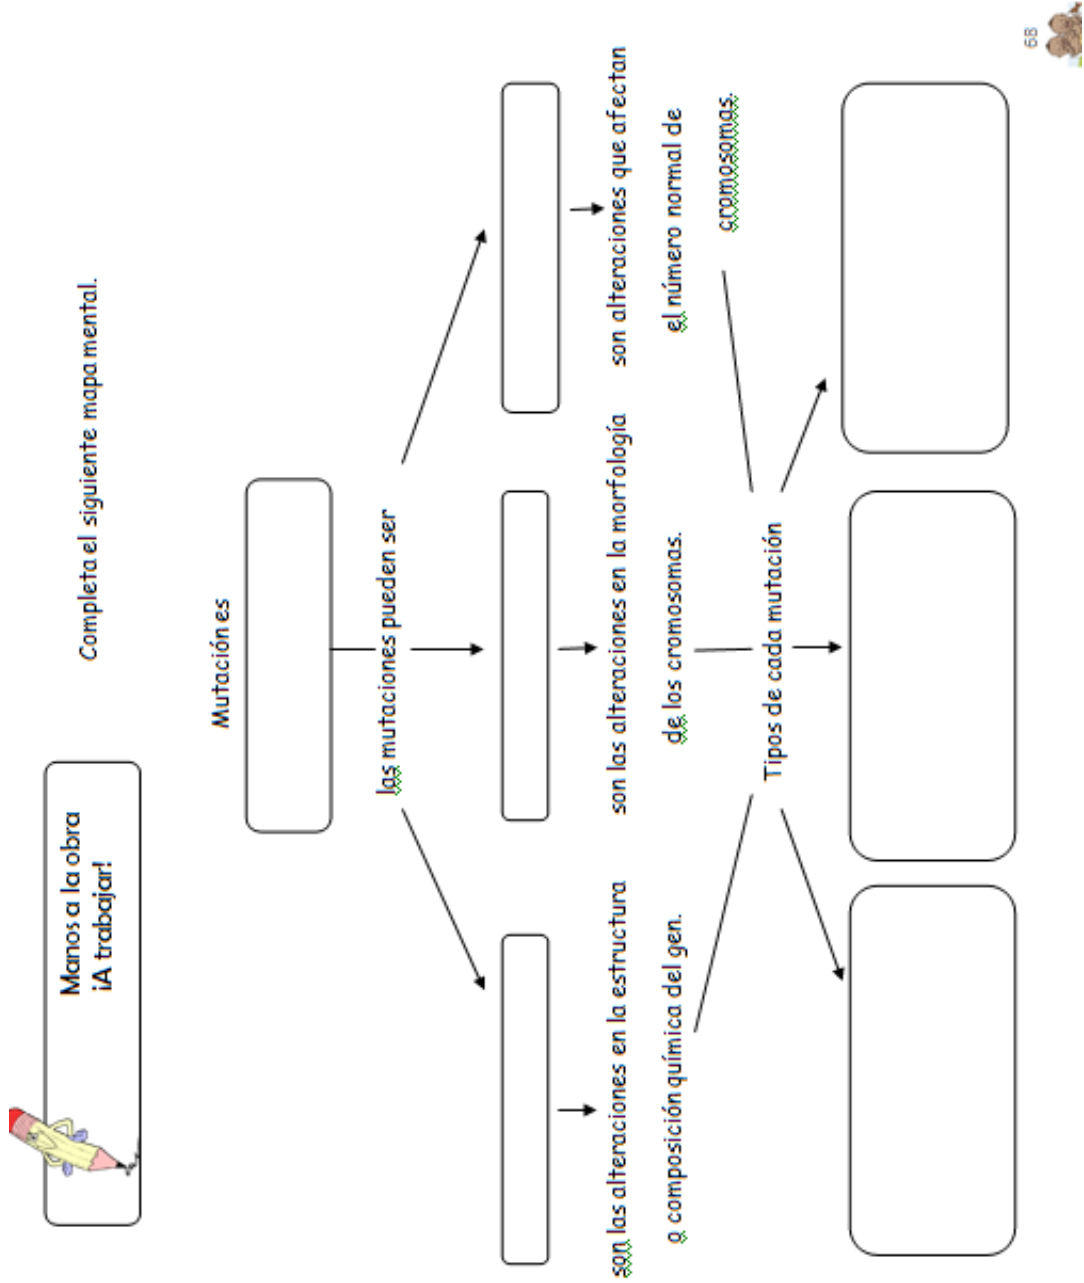 Manos a la obra
¡A trabajar!
Completa el siguiente mapa mental.
Mutación es
las mutaciones pueden ser
son las alteraciones en la estructura
o composición química del gen.
son las alteraciones en la morfología
de los cromosomas.
son alteraciones que afectan
el número normal de
cromosomas.
Tipos de cada mutación
68